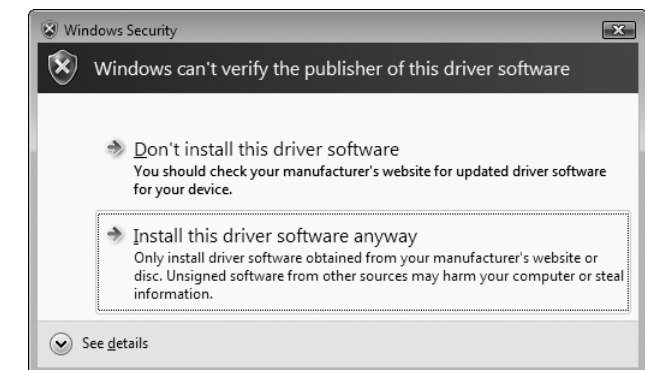 Windows Security
Windows can't verify the publisher of this driver software
Don't install this driver software
You should check your manufacturer's website for updated driver software
for your device.
Install this driver software anyway
Only install driver software obtained from your manufacturer's website or
disc. Unsigned software from other sources may harm your computer or steal
information.
See details